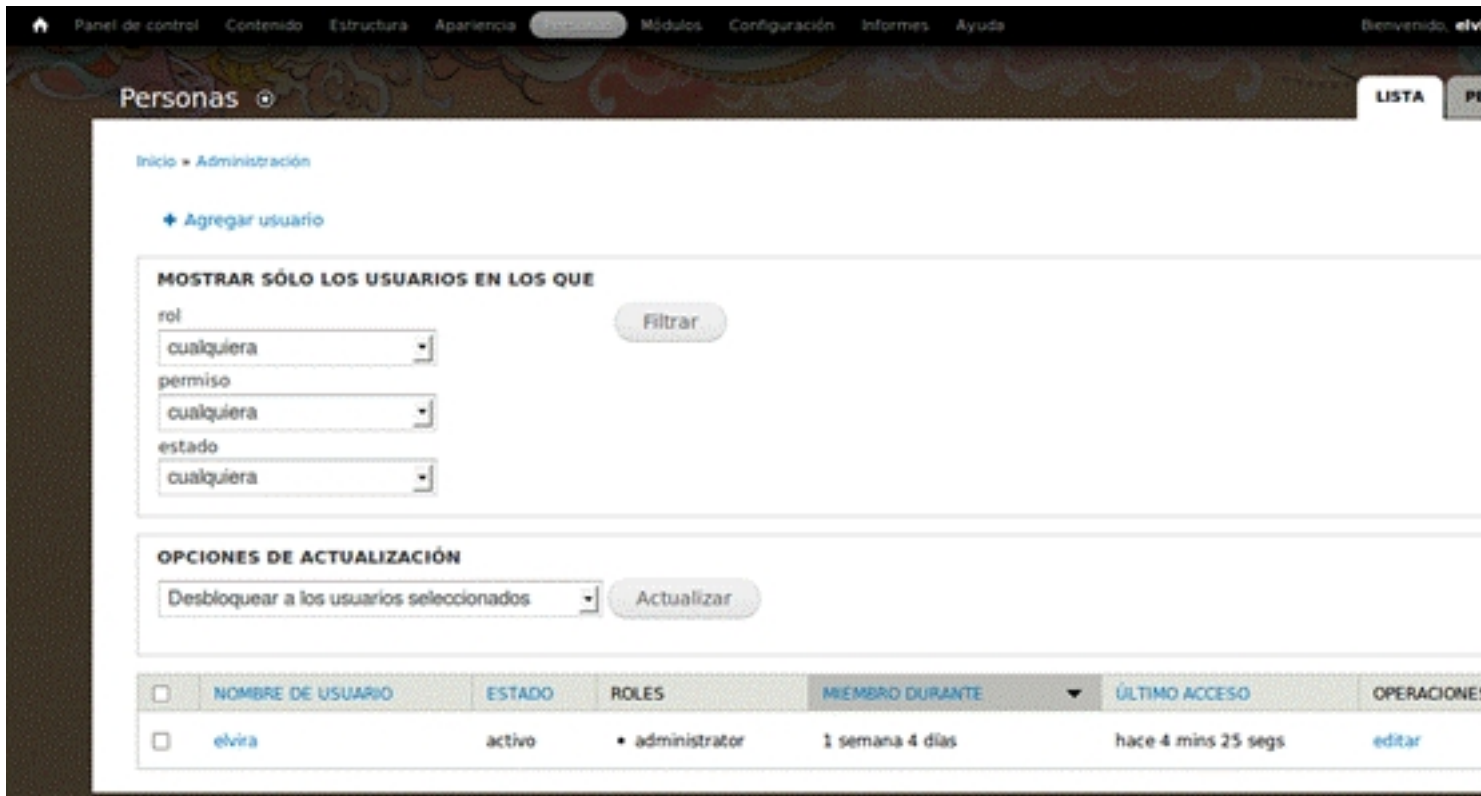 Panel de control Contenido Estructura Apariencia Personas Módulos Configuración Informes Ayuda Bienvenido, elvi
Personas
LISTA
Inicio » Administración
Agregar usuario
MOSTRAR SÓLO LOS USUARIOS EN LOS QUE
rol
Filtrar
cualquiera
permiso
cualquiera
estado
cualquiera
OPCIONES DE ACTUALIZACIÓN
Desbloquear a los usuarios seleccionados Actualizar
NOMBRE DE USUARIO ESTADO ROLES MIEMBRO DURANTE ÚLTIMO ACCESO OPERACIONES
elvira activo • administrator 1 semana 4 días hace 4 mins 25 segs editar